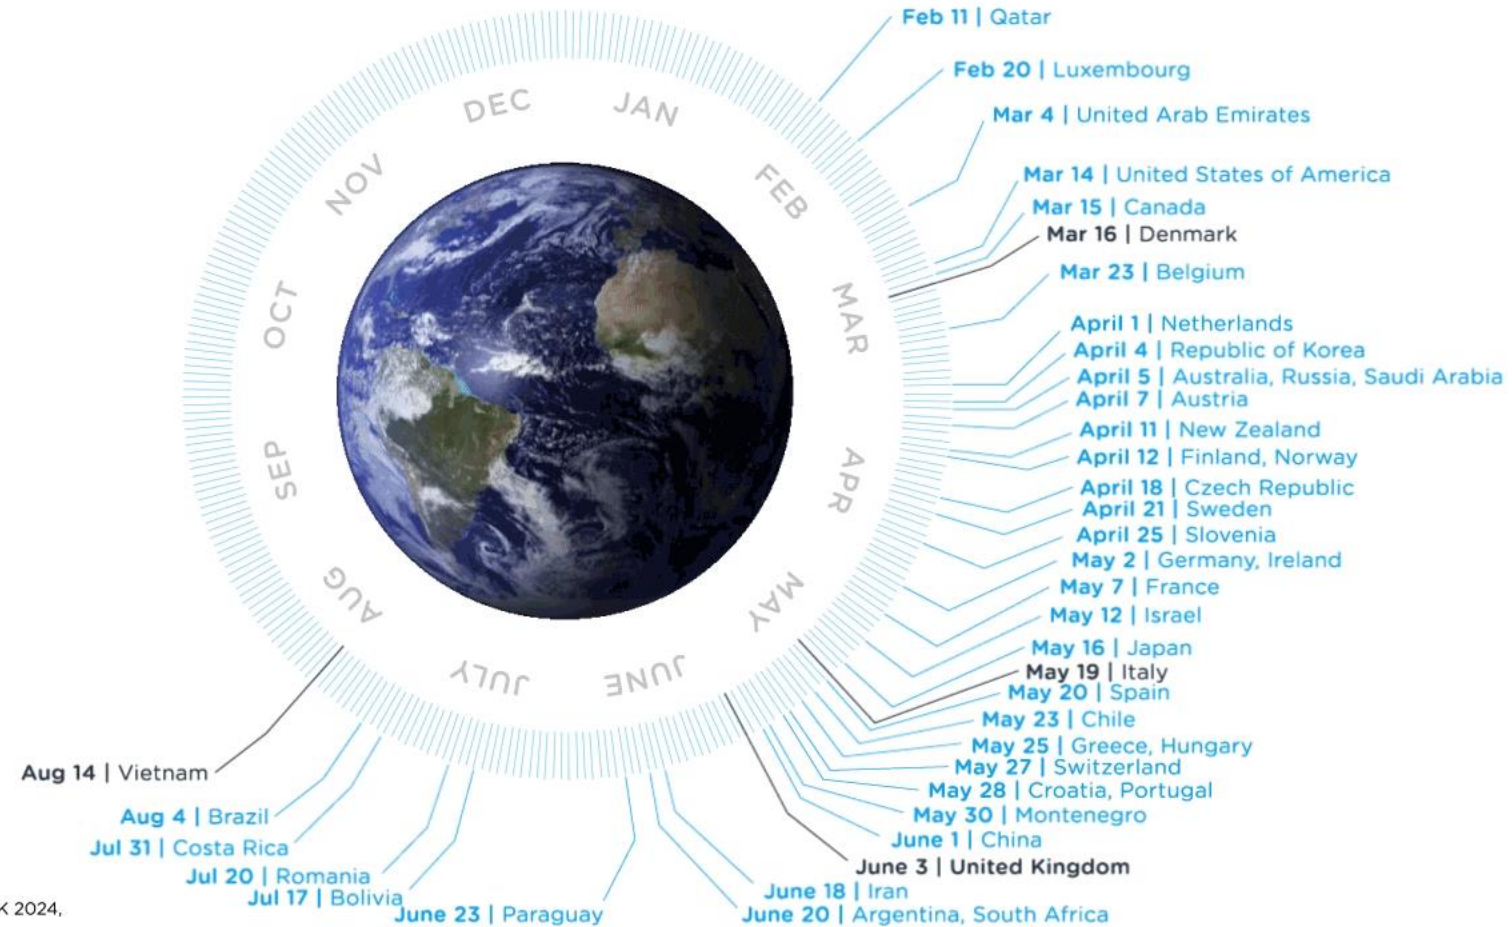 DEC
JAN
NOV
FEB
OCT
MAR
SEP
APR
AUG
MAY
JULY
JUNE
Feb 11 | Qatar
Feb 20 | Luxembourg
Mar 4 | United Arab Emirates
Mar 14 | United States of America
Mar 15 | Canada
Mar 16 | Denmark
Mar 23 | Belgium
April 1 | Netherlands
April 4 | Republic of Korea
April 5 | Australia, Russia, Saudi Arabia
April 7 | Austria
April 11 | New Zealand
April 12 | Finland, Norway
April 18 | Czech Republic
April 21 | Sweden
April 25 | Slovenia
May 2 | Germany, Ireland
May 7 | France
May 12 | Israel
May 16 | Japan
May 19 | Italy
May 20 | Spain
May 23 | Chile
May 25 | Greece, Hungary
May 27 | Switzerland
May 28 | Croatia, Portugal
May 30 | Montenegro
June 1 | China
June 3 | United Kingdom
June 18 | Iran
June 20 | Argentina, South Africa
June 23 | Paraguay
Jul 17 | Bolivia
Jul 20 | Romania
Jul 31 | Costa Rica
Aug 4 | Brazil
Aug 14 | Vietnam
K 2024,